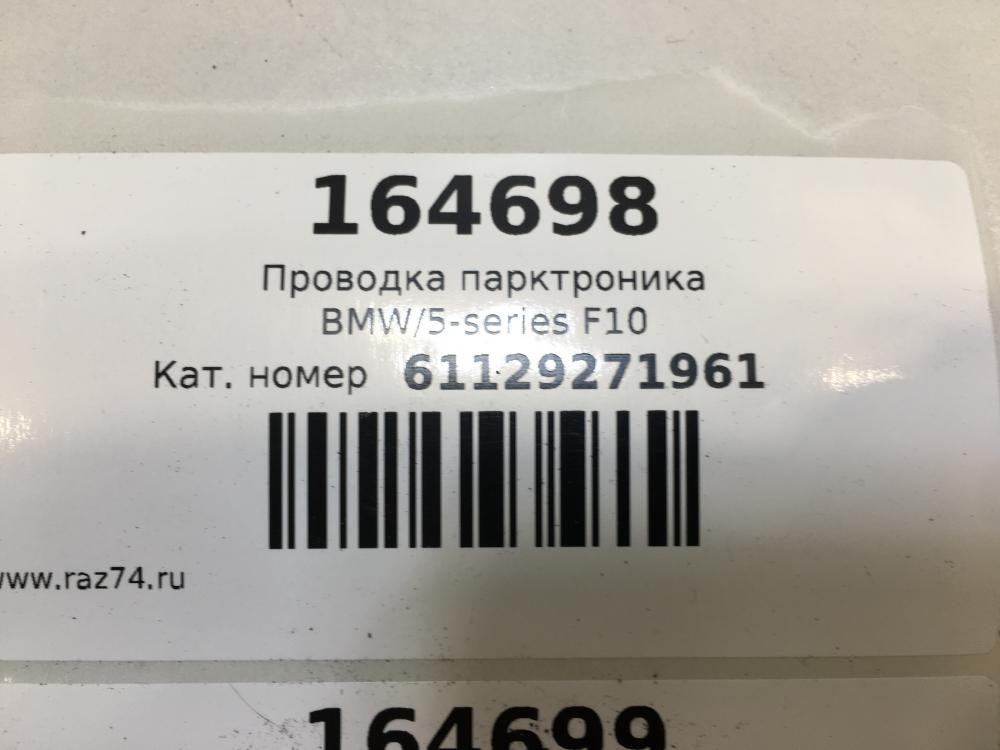 164698
Проводка парктроника
BMW/5-series F10
Кат. номер 61129271961
www.raz74.ru
164699